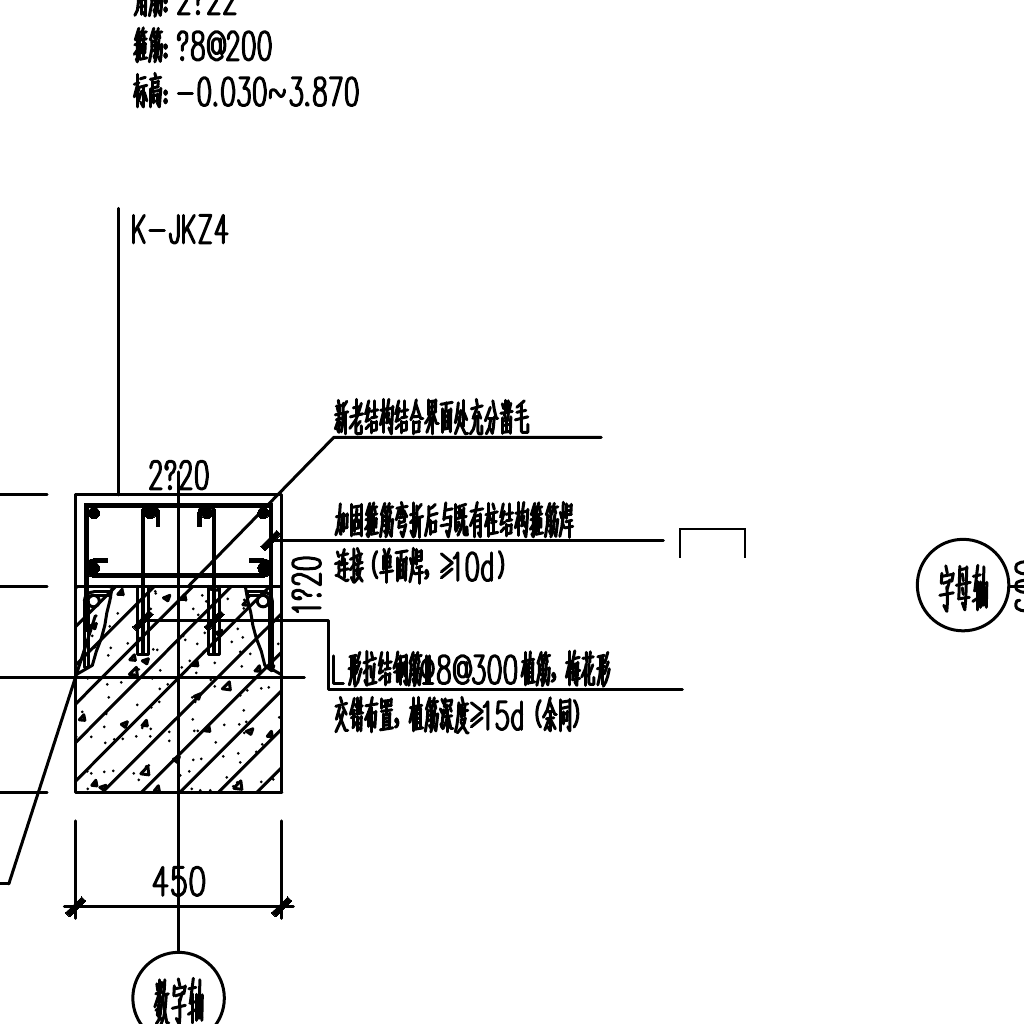 角筋: 2?22
箍筋: ?8@200
标高: -0.030~3.870
K-JKZ4
新老结构结合界面处充分凿毛
2?20
加固箍筋弯折后与既有柱结构箍筋焊
连接(单面焊, ≥10d)
1?20
字母轴
600
L形拉结钢筋Φ8@300植筋, 梅花形
交错布置, 植筋深度≥15d (余同)
450
数字轴